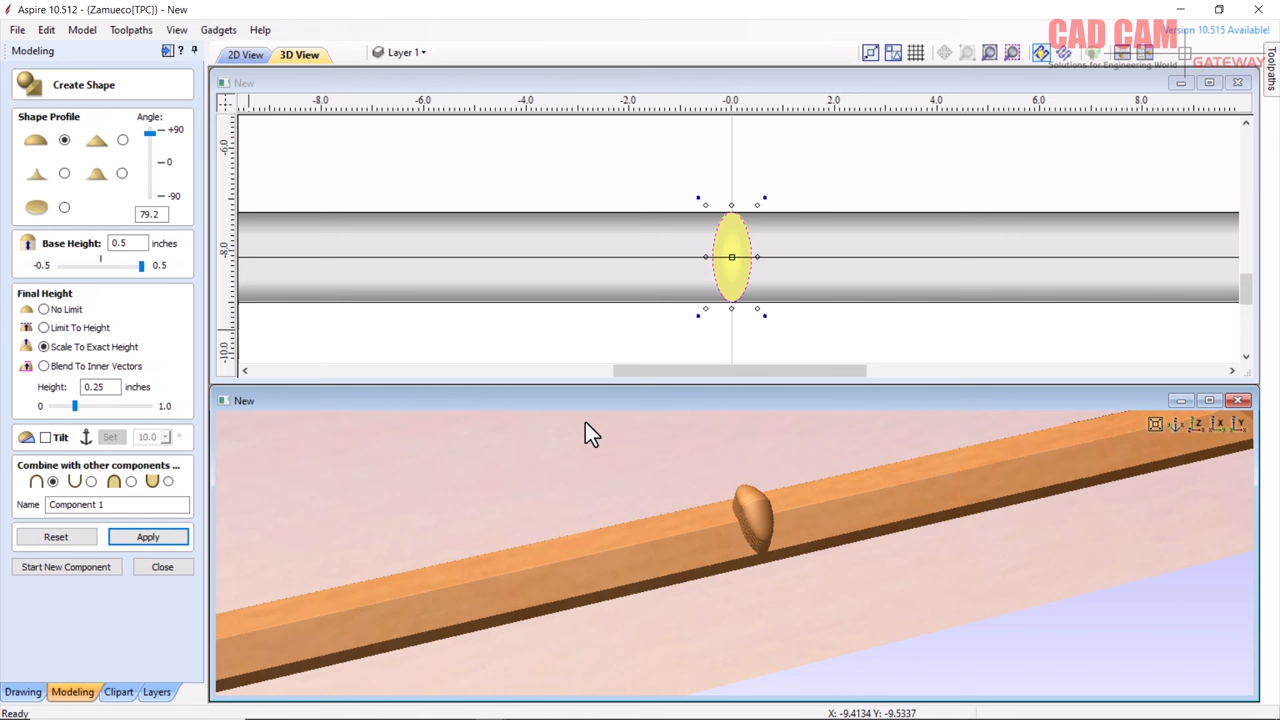 Aspire 10.512 - {Zamueco[TPC]} - New
File Edit Model Toolpaths View Gadgets Help
Version 10.515 Available!
CAD CAM
Solutions for Engineering World
GATEWAY
Modeling
2D View 3D View Layer 1
Toolpaths
Create Shape
Shape Profile Angle:
+90
0
-90
79.2
Base Height: 0.5 inches
-0.5 0.5
Final Height
No Limit
Limit To Height
Scale To Exact Height
Blend To Inner Vectors
Height: 0.25 inches
0 1.0
Tilt Set 10.0 °
Combine with other components ...
Name Component 1
Reset Apply
Start New Component Close
Drawing Modeling Clipart Layers
Ready
New
-8.0 -6.0 -4.0 -2.0 -0.0 2.0 4.0 6.0 8.0
-6.0
-8.0
-10.0
New
Z X Y
X: -9.4134 Y: -9.5337